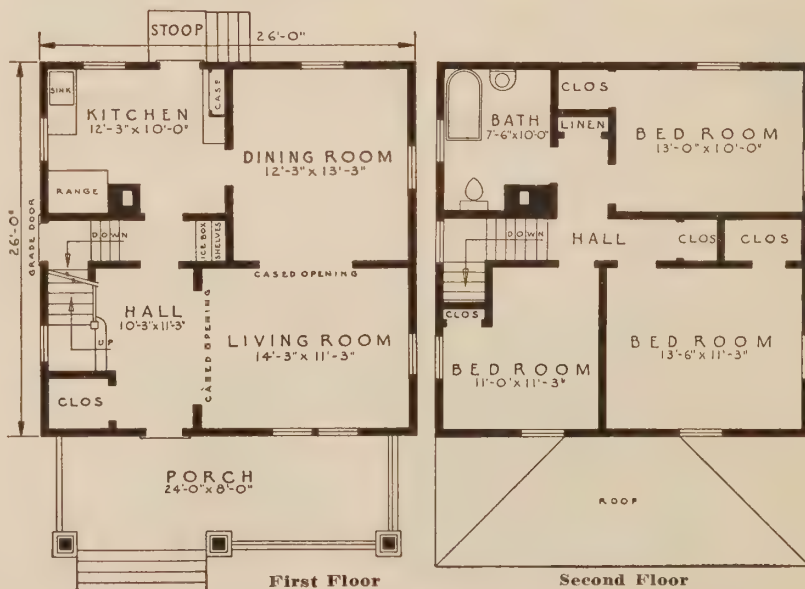 STOOP
26'-0"
SINK
KITCHEN
12'-3" x 10'-0"
CASE
DINING ROOM
12'-3" x 13'-3"
RANGE
26'-0"
GRADE DOOR
DOWN
ICE BOX
SHELVES
CASED OPENING
HALL
10'-3" x 11'-3"
CASED OPENING
UP
LIVING ROOM
14'-3" x 11'-3"
CLOS
PORCH
24'-0" x 8'-0"
First Floor
BATH
7'-6" x 10'-0"
CLOS
LINEN
BED ROOM
13'-0" x 10'-0"
DOWN
HALL
CLOS
CLOS
CLOS
BED ROOM
11'-0" x 11'-3"
BED ROOM
13'-6" x 11'-3"
ROOF
Second Floor